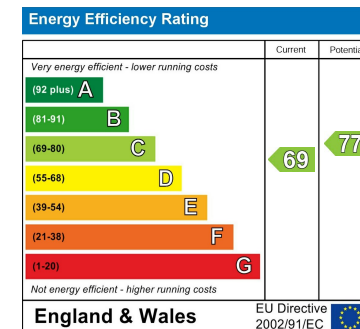 Energy Efficiency Rating
Current Potentia
Very energy efficient - lower running costs
(92 plus) A
(81-91) B
(69-80) C
(55-68) D
(39-54) E
(21-38) F
(1-20) G
69
77
Not energy efficient - higher running costs
England & Wales
EU Directive
2002/91/EC